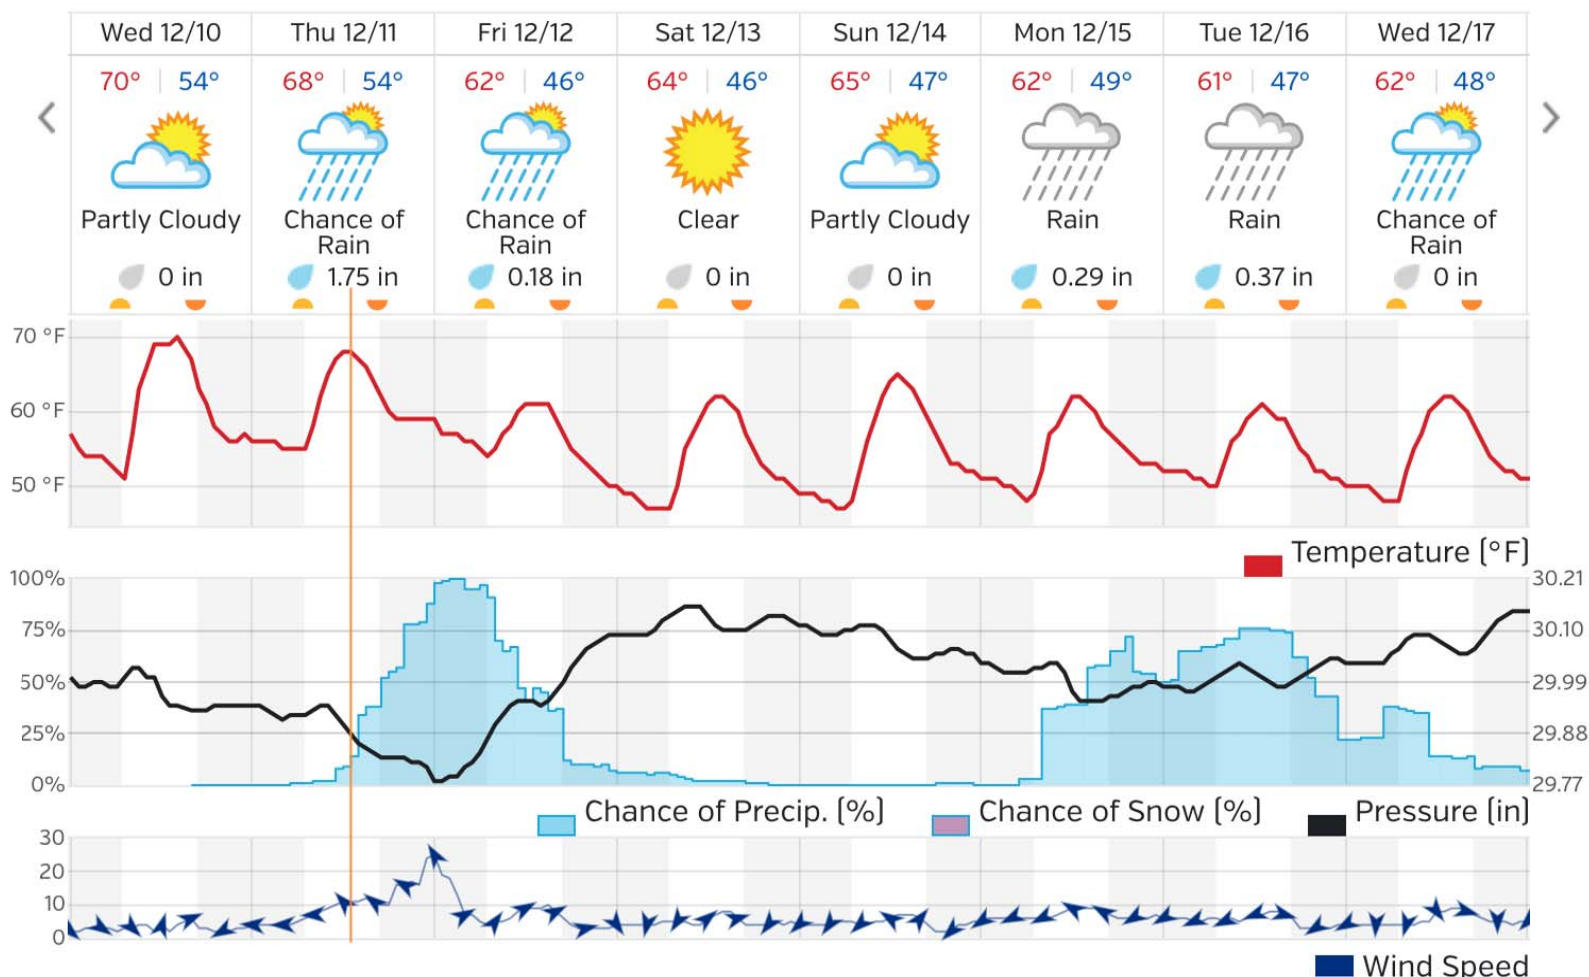 Wed 12/10 Thu 12/11 Fri 12/12 Sat 12/13 Sun 12/14 Mon 12/15 Tue 12/16 Wed 12/17
70° | 54° 68° | 54° 62° | 46° 64° | 46° 65° | 47° 62° | 49° 61° | 47° 62° | 48°
Partly Cloudy Chance of Chance of Clear Partly Cloudy Rain Rain Chance of
Rain Rain Rain
0 in 1.75 in 0.18 in 0 in 0 in 0.29 in 0.37 in 0 in
70 °F
60 °F
50 °F
Temperature (°F)
100% 30.21
75% 30.10
50% 29.99
25% 29.88
0% 29.77
Chance of Precip. (%) Chance of Snow (%) Pressure (in)
30
20
10
0
Wind Speed